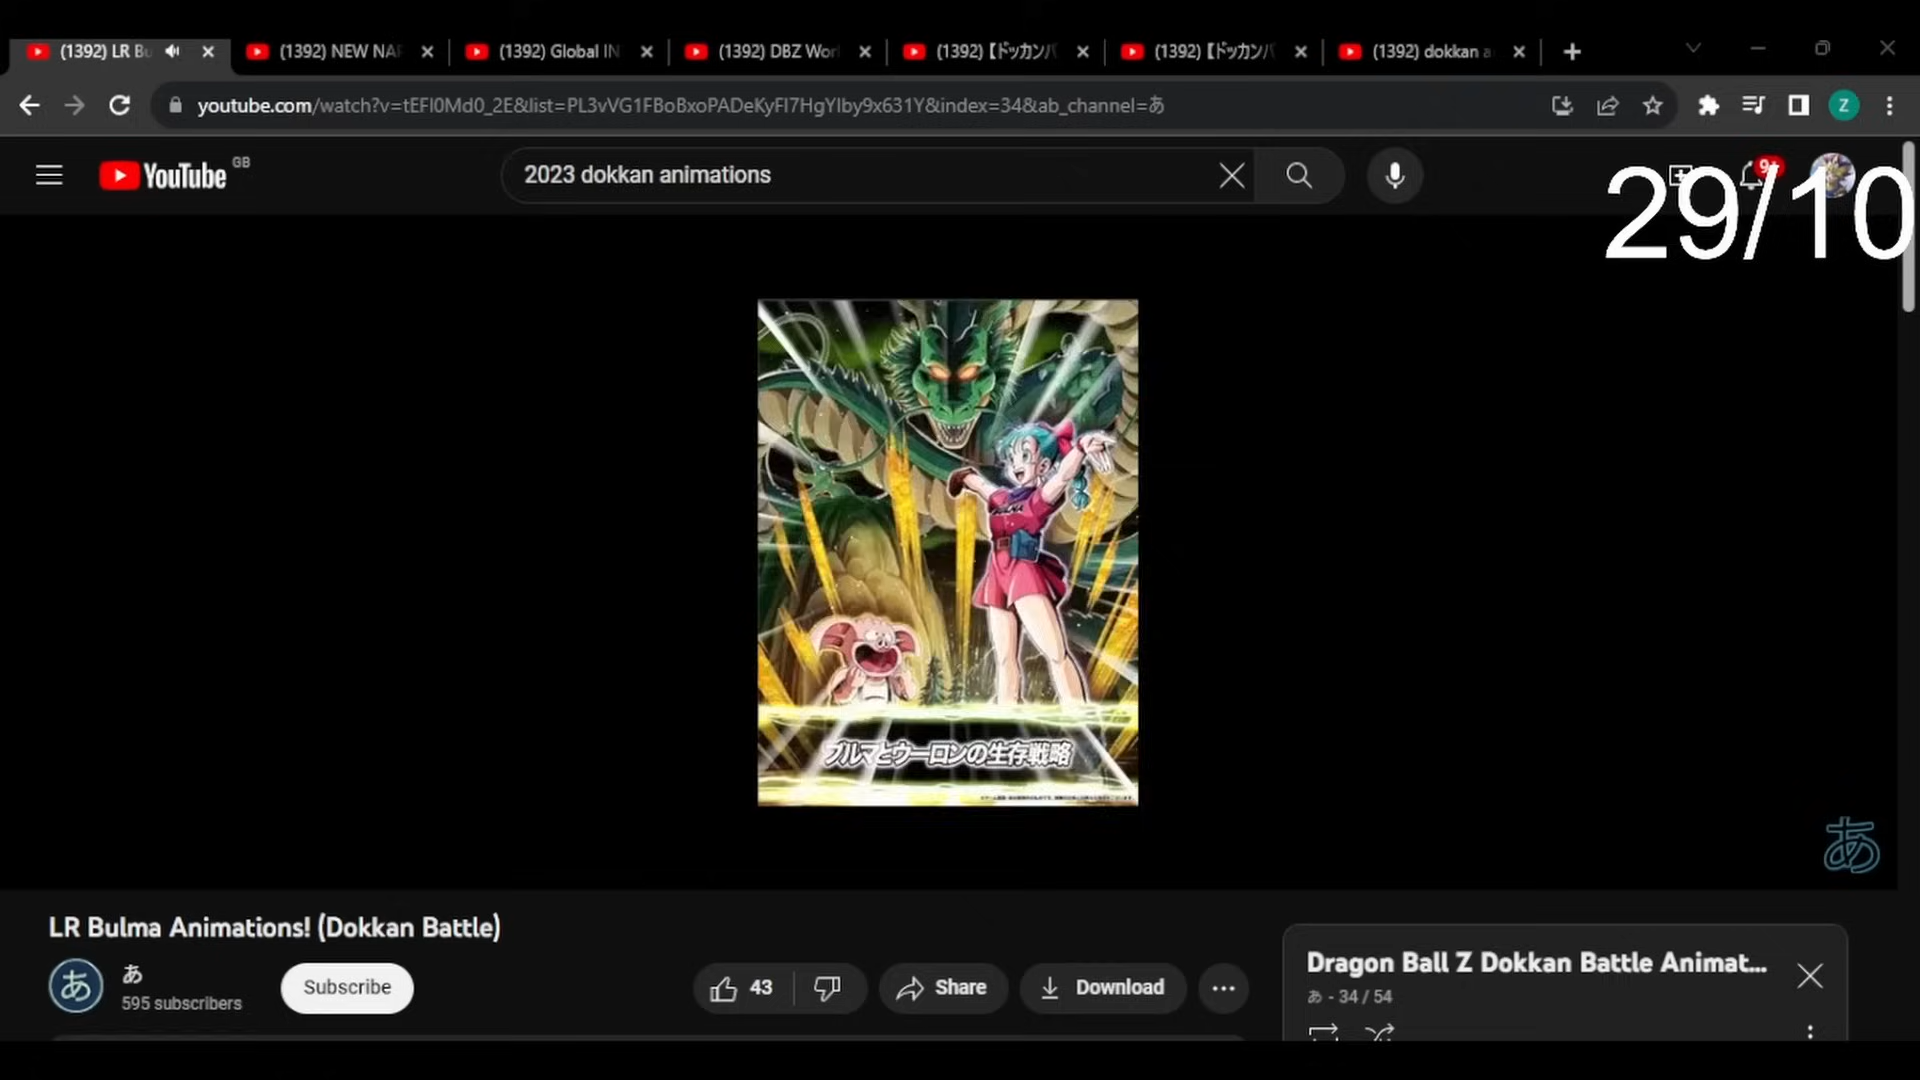 (1392) LR Bu
(1392) NEW NAR
(1392) Global IN
(1392) DBZ Worl
(1392) 【ドッカンバ
(1392) 【ドッカンバ
(1392) dokkan a
youtube.com/watch?v=tEFI0Md0_2E&list=PL3vVG1FBoBxoPADeKyFI7HgYIby9x631Y&index=34&ab_channel=あ
Z
YouTube GB
2023 dokkan animations
9+
29/10
BULMA
ブルマとウーロンの生存戦略
あ
LR Bulma Animations! (Dokkan Battle)
あ
あ
595 subscribers
Subscribe
43
Share
Download
Dragon Ball Z Dokkan Battle Animat...
あ - 34 / 54